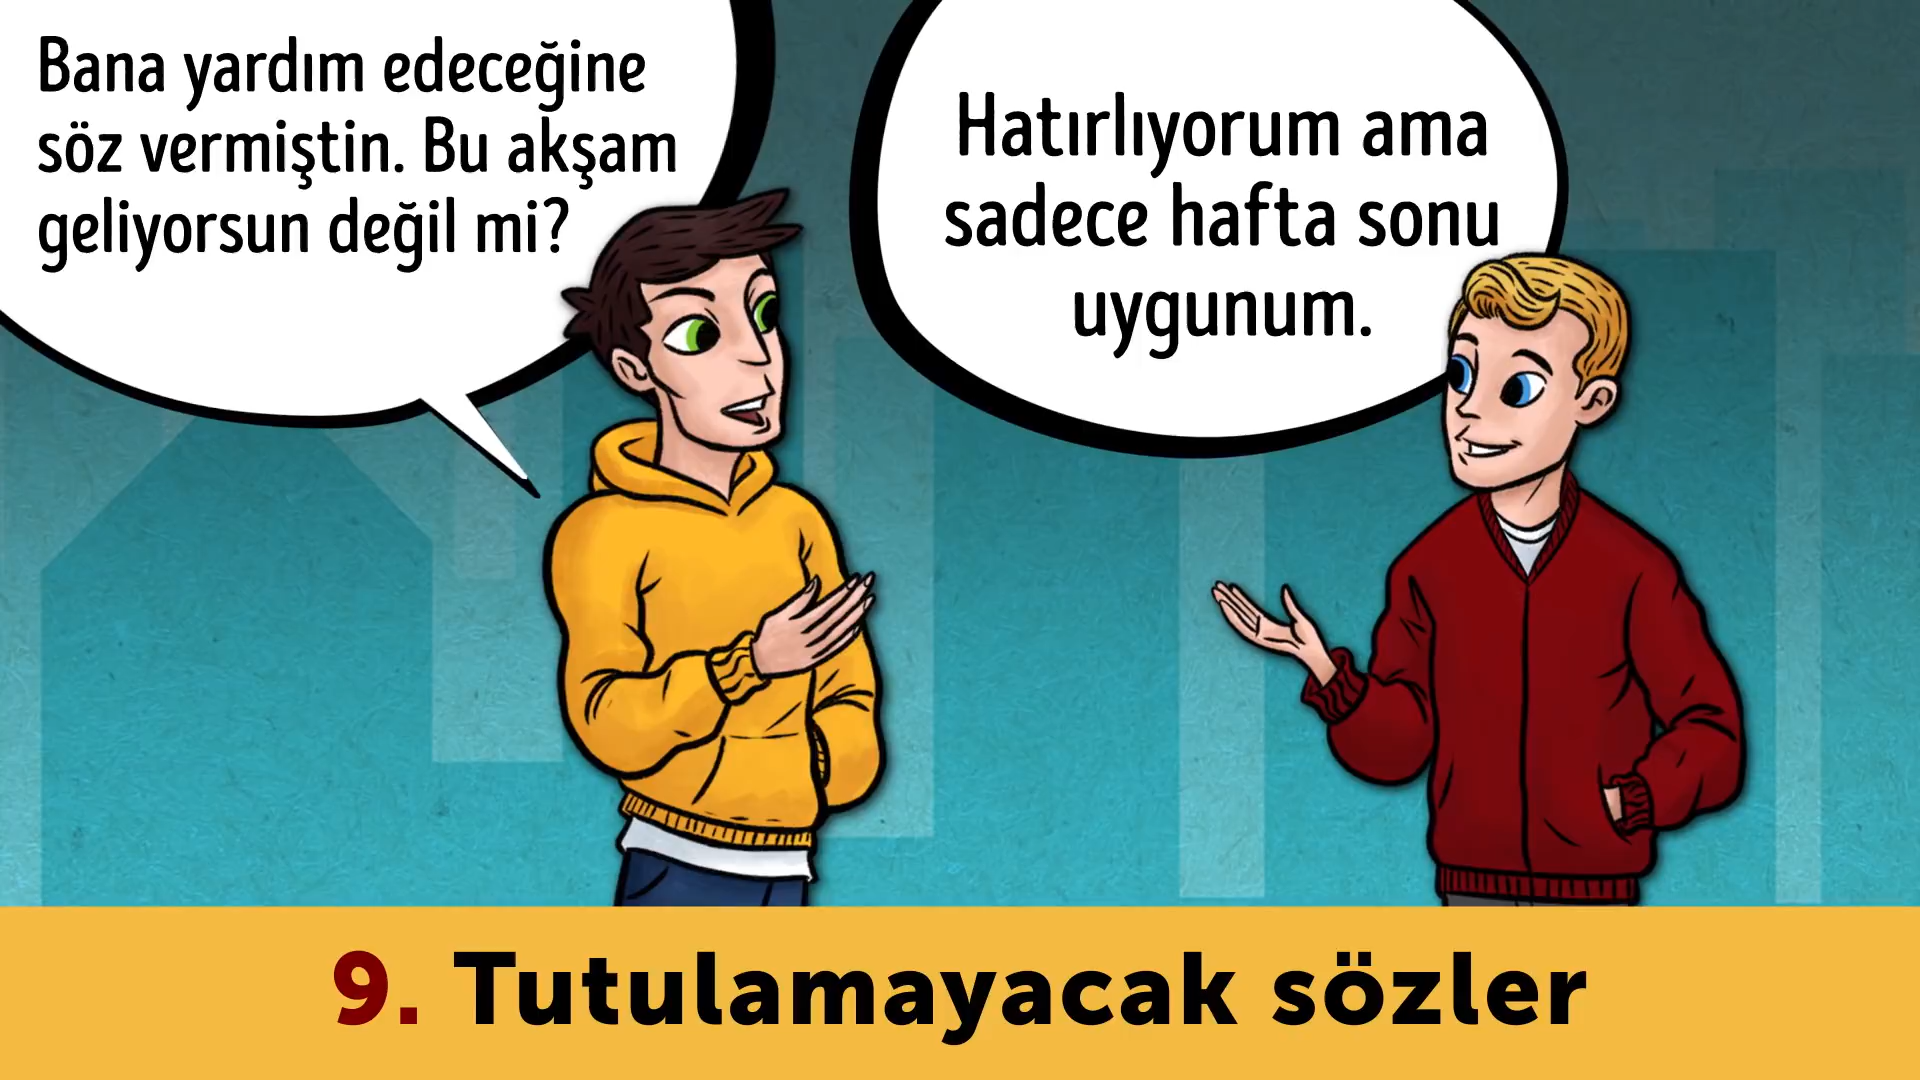 Bana yardım edeceğine
söz vermiştin. Bu akşam
geliyorsun değil mi?
Hatırlıyorum ama
sadece hafta sonu
uygunum.
9. Tutulamayacak sözler